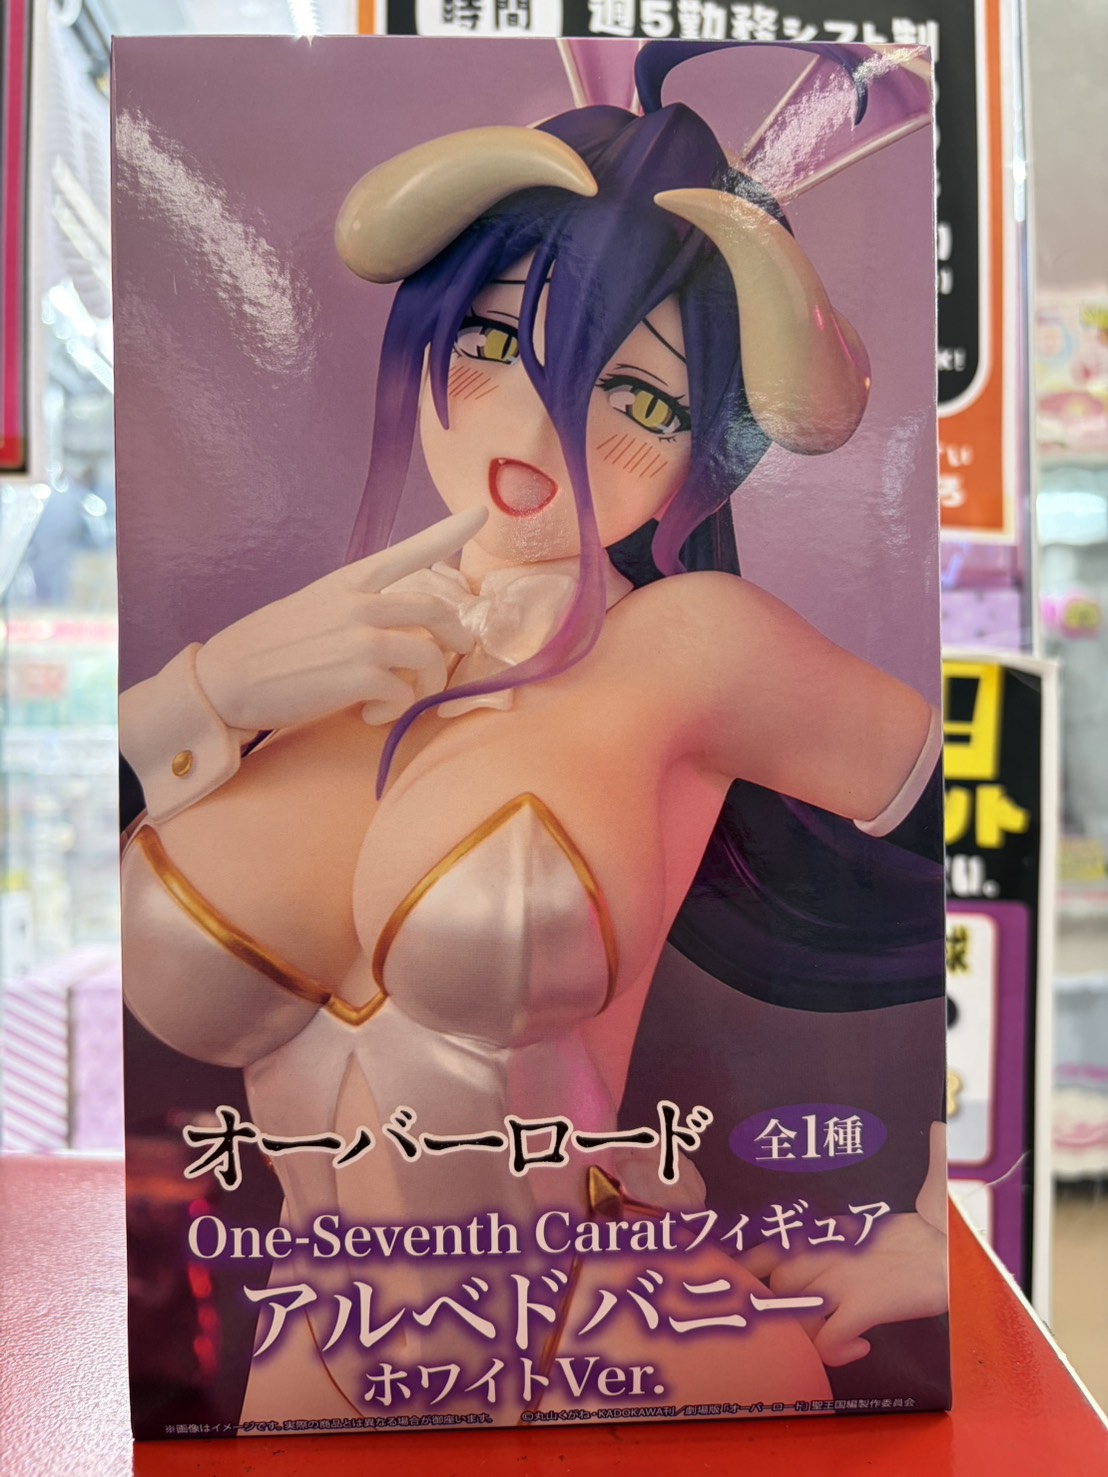 時間
週5勤務シフト制
オーバーロード
全1種
One-Seventh Caratフィギュア
アルベドバニー
ホワイトVer.
※画像はイメージです。実際の商品とは異なる場合が御座います。
©丸山くがね・KADOKAWA刊／劇場版「オーバーロード」聖王国編製作委員会